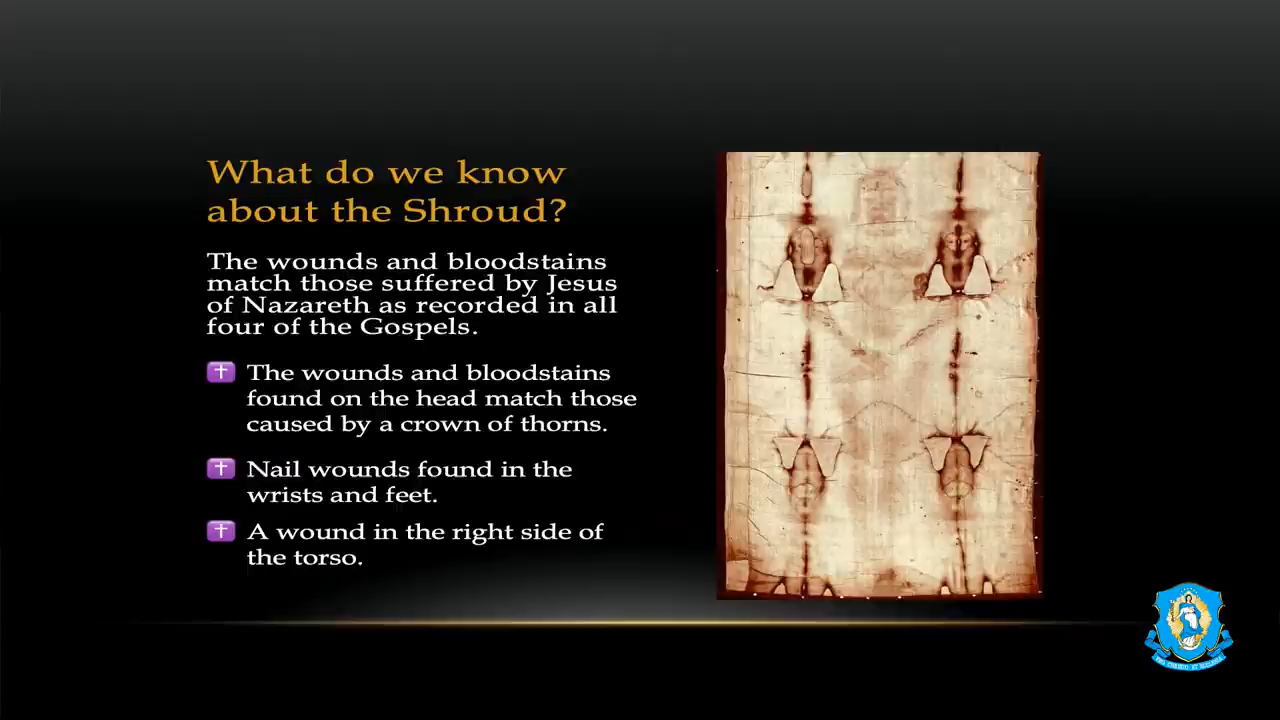 What do we know
about the Shroud?
The wounds and bloodstains
match those suffered by Jesus
of Nazareth as recorded in all
four of the Gospels.
The wounds and bloodstains
found on the head match those
caused by a crown of thorns.
Nail wounds found in the
wrists and feet.
A wound in the right side of
the torso.